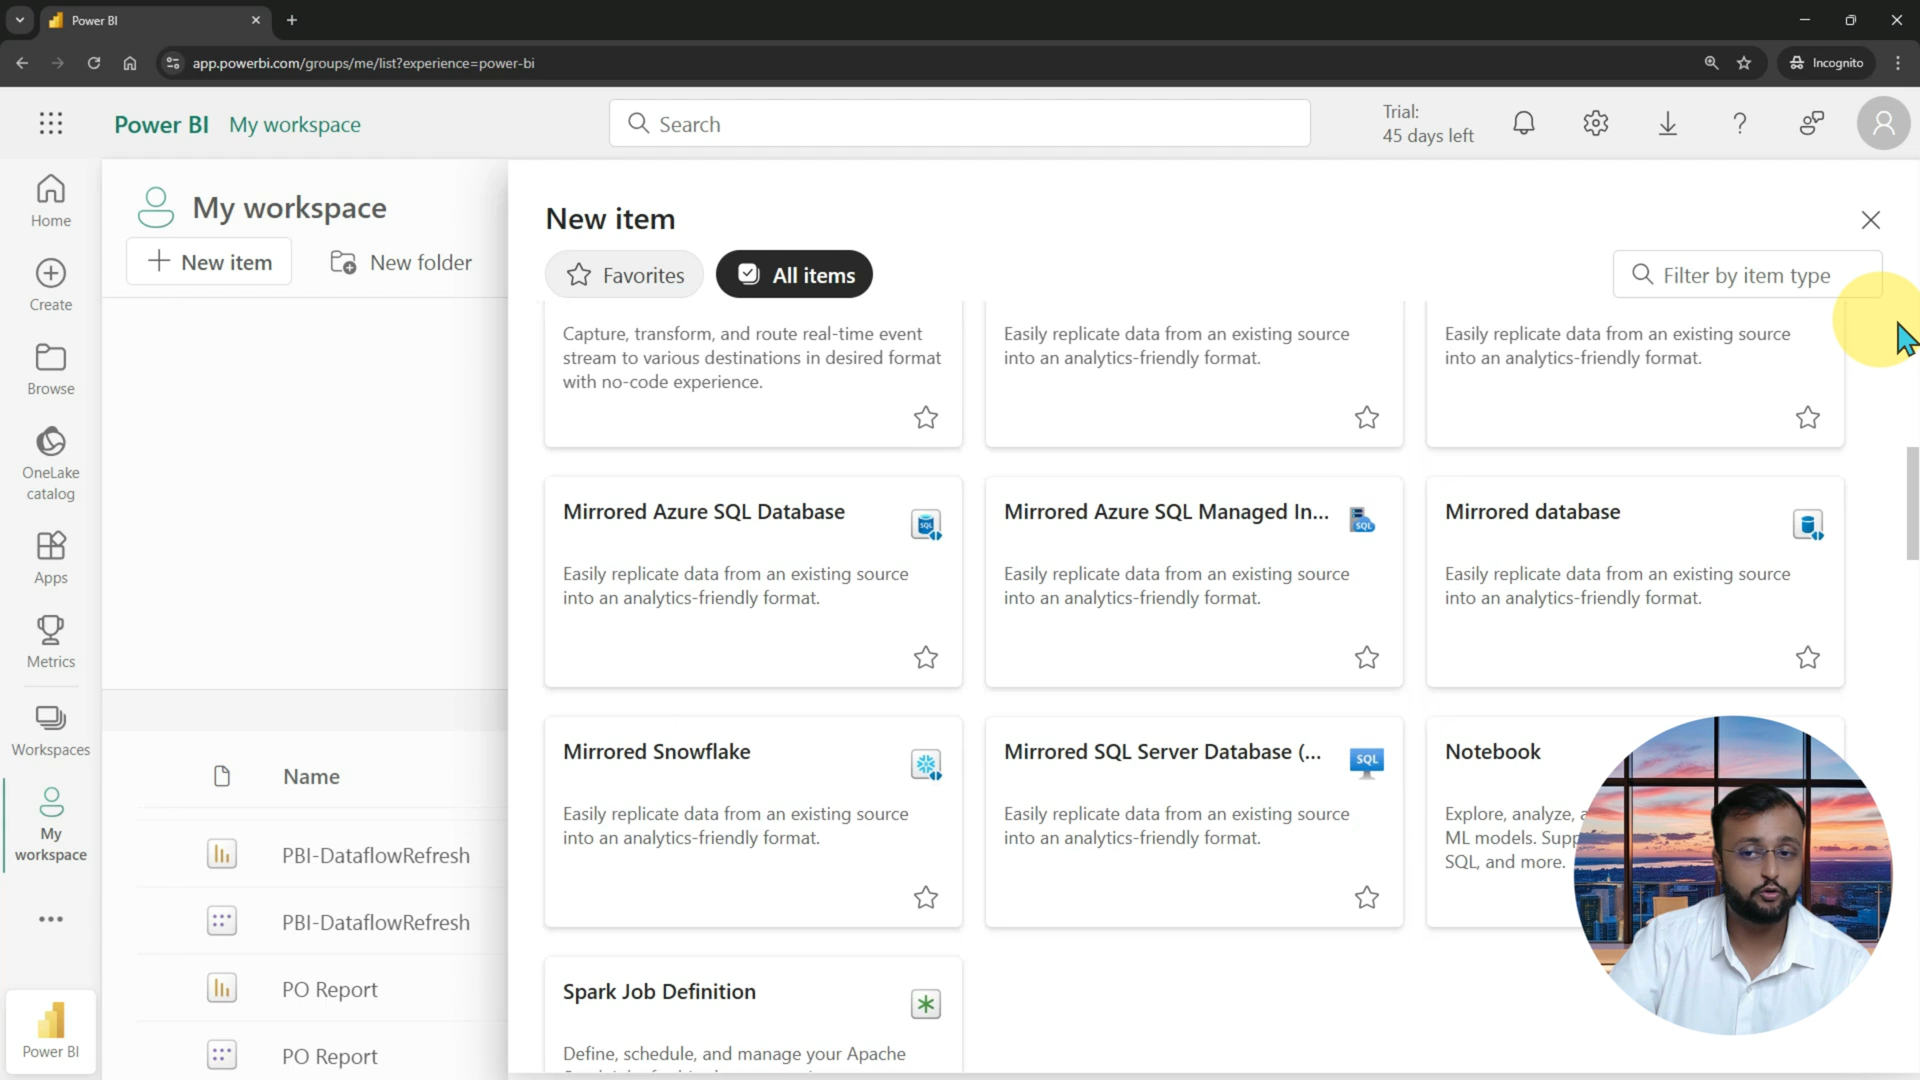 Power BI
app.powerbi.com/groups/me/list?experience=power-bi
Incognito
Power BI My workspace
Search
Trial:
45 days left
Home
Create
Browse
OneLake
catalog
Apps
Metrics
Workspaces
My
workspace
Power BI
My workspace
New item
New folder
Name
PBI-DataflowRefresh
PBI-DataflowRefresh
PO Report
PO Report
New item
Favorites
All items
Filter by item type
Capture, transform, and route real-time event
stream to various destinations in desired format
with no-code experience.
Easily replicate data from an existing source
into an analytics-friendly format.
Easily replicate data from an existing source
into an analytics-friendly format.
Mirrored Azure SQL Database
SQL
Easily replicate data from an existing source
into an analytics-friendly format.
Mirrored Azure SQL Managed In...
SQL
Easily replicate data from an existing source
into an analytics-friendly format.
Mirrored database
Easily replicate data from an existing source
into an analytics-friendly format.
Mirrored Snowflake
Easily replicate data from an existing source
into an analytics-friendly format.
Mirrored SQL Server Database (...
SQL
Easily replicate data from an existing source
into an analytics-friendly format.
Notebook
Explore, analyze,
ML models.
SQL, and more.
Spark Job Definition
Define, schedule, and manage your Apache